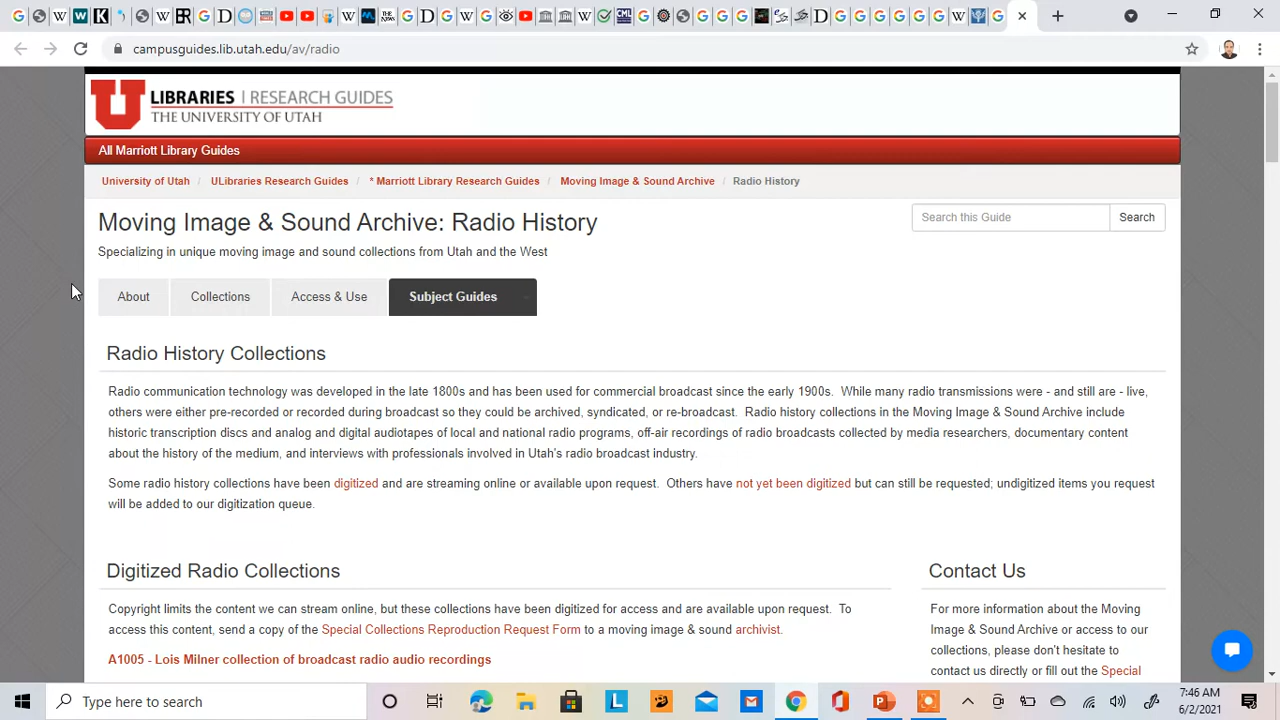 campusguides.lib.utah.edu/av/radio
U LIBRARIES | RESEARCH GUIDES
THE UNIVERSITY OF UTAH
All Marriott Library Guides
University of Utah / ULibraries Research Guides / * Marriott Library Research Guides / Moving Image & Sound Archive / Radio History
Moving Image & Sound Archive: Radio History
Search this Guide Search
Specializing in unique moving image and sound collections from Utah and the West
About Collections Access & Use Subject Guides
Radio History Collections
Radio communication technology was developed in the late 1800s and has been used for commercial broadcast since the early 1900s. While many radio transmissions were - and still are - live,
others were either pre-recorded or recorded during broadcast so they could be archived, syndicated, or re-broadcast. Radio history collections in the Moving Image & Sound Archive include
historic transcription discs and analog and digital audiotapes of local and national radio programs, off-air recordings of radio broadcasts collected by media researchers, documentary content
about the history of the medium, and interviews with professionals involved in Utah's radio broadcast industry.
Some radio history collections have been digitized and are streaming online or available upon request. Others have not yet been digitized but can still be requested; undigitized items you request
will be added to our digitization queue.
Digitized Radio Collections
Copyright limits the content we can stream online, but these collections have been digitized for access and are available upon request. To
access this content, send a copy of the Special Collections Reproduction Request Form to a moving image & sound archivist.
A1005 - Lois Milner collection of broadcast radio audio recordings
Contact Us
For more information about the Moving
Image & Sound Archive or access to our
collections, please don't hesitate to
contact us directly or fill out the Special
Type here to search
7:46 AM
6/2/2021